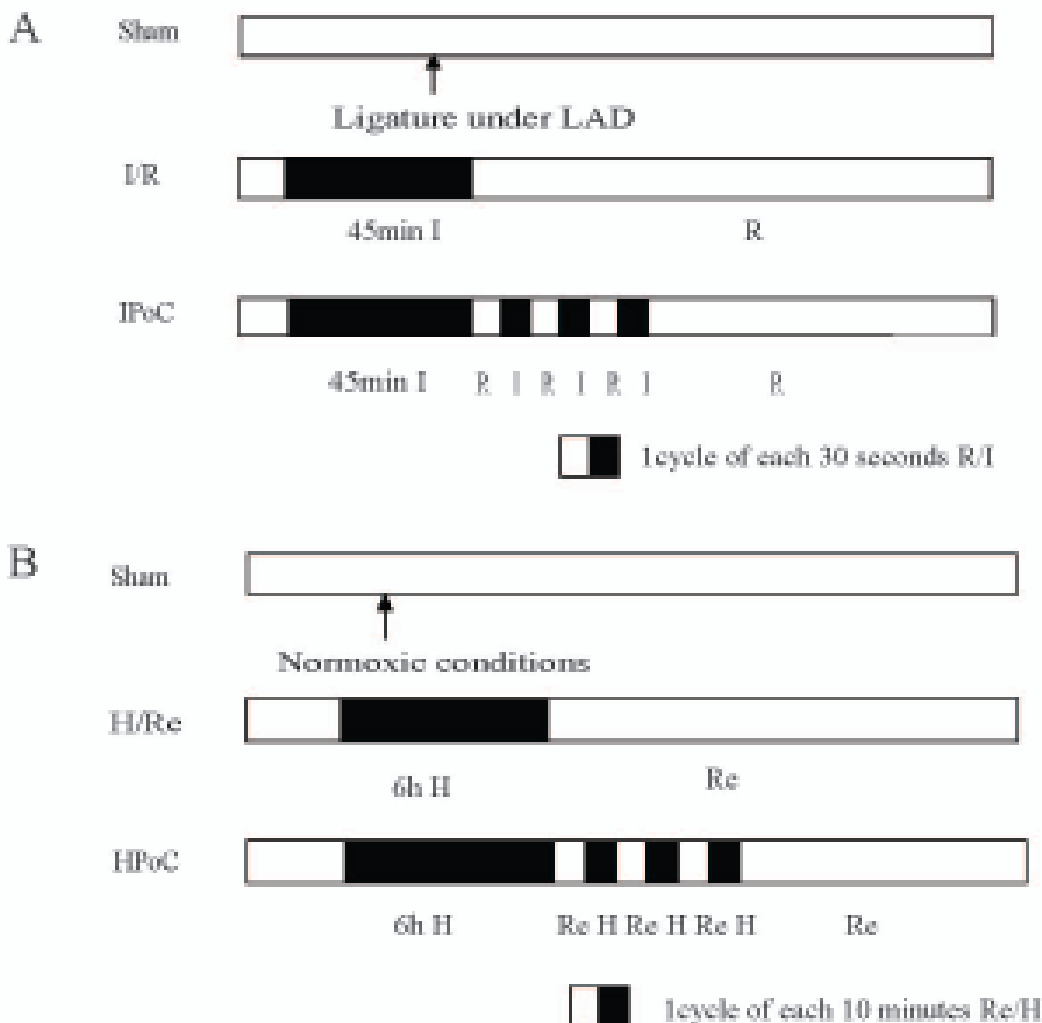 A Sham
Ligature under LAD
I/R
45min I R
IPoC
45min I R I R I R I R
1cycle of each 30 seconds R/I
B Sham
Normoxic conditions
H/Re
6h H Re
HPoC
6h H Re H Re H Re H Re
1cycle of each 10 minutes Re/H